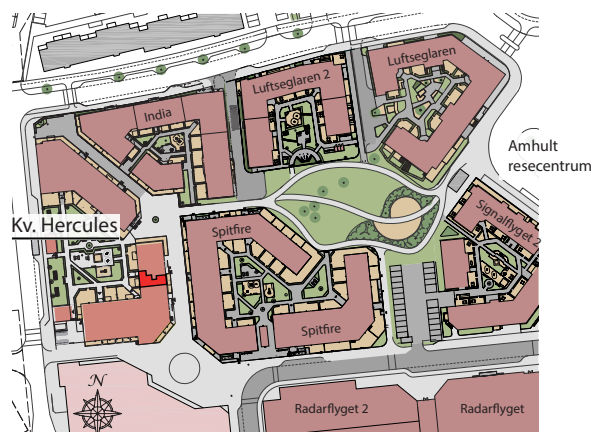 Luftseglaren
Luftseglaren 2
India
Amhult
resecentrum
Signalflyget 2
Kv. Hercules
Spitfire
Spitfire
N
Radarflyget 2
Radarflyget